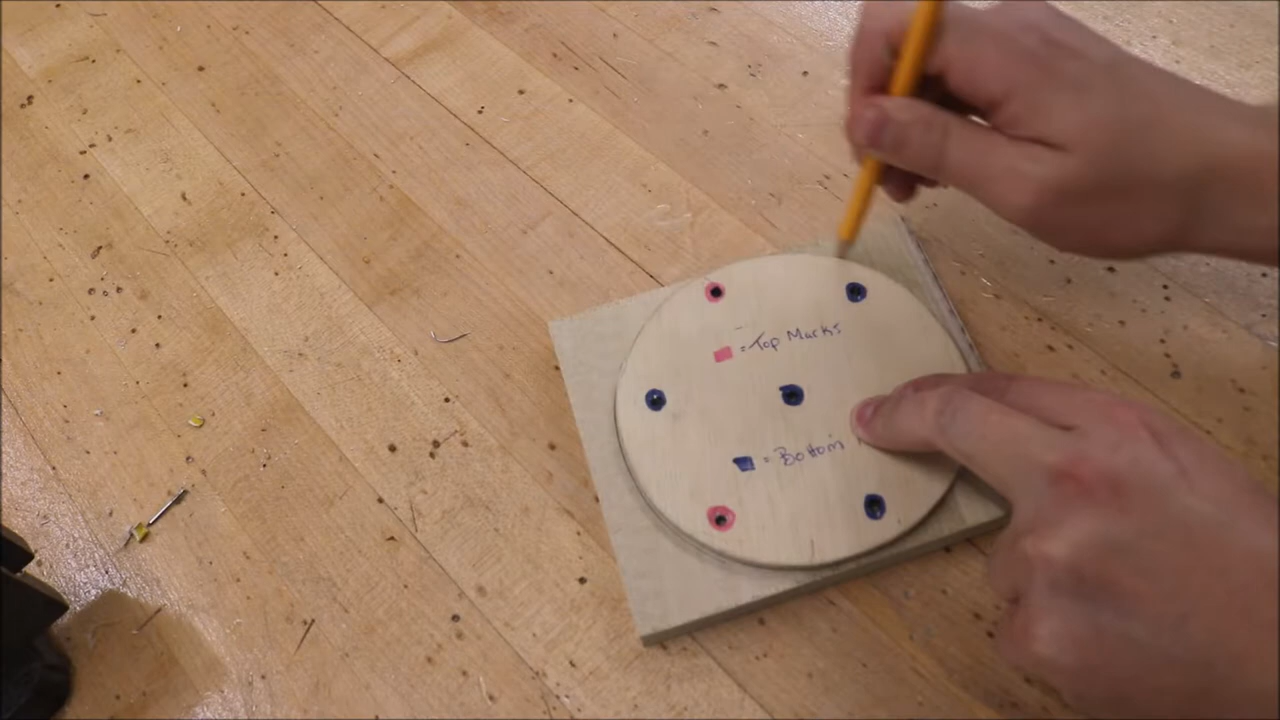 = Top Marks
= Bottom